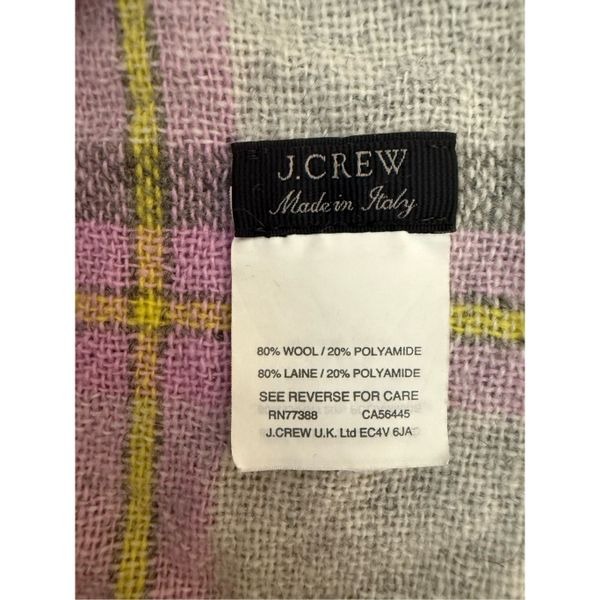 J.CREW
Made in Italy
80% WOOL / 20% POLYAMIDE
80% LAINE / 20% POLYAMIDE
SEE REVERSE FOR CARE
RN77388 CA56445
J.CREW U.K. Ltd EC4V 6JA